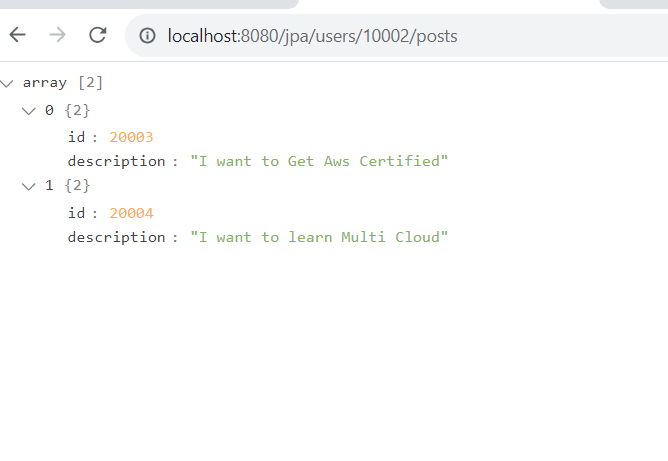 localhost:8080/jpa/users/10002/posts
array [2]
0 {2}
id : 20003
description : "I want to Get Aws Certified"
1 {2}
id : 20004
description : "I want to learn Multi Cloud"